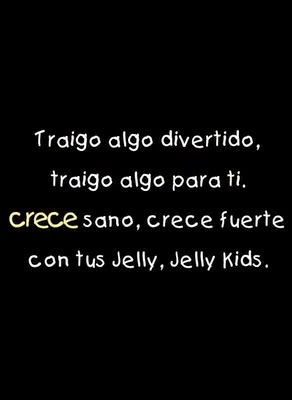 Traigo algo divertido,
traigo algo para ti.
crece sano, crece fuerte
con tus Jelly, Jelly Kids.